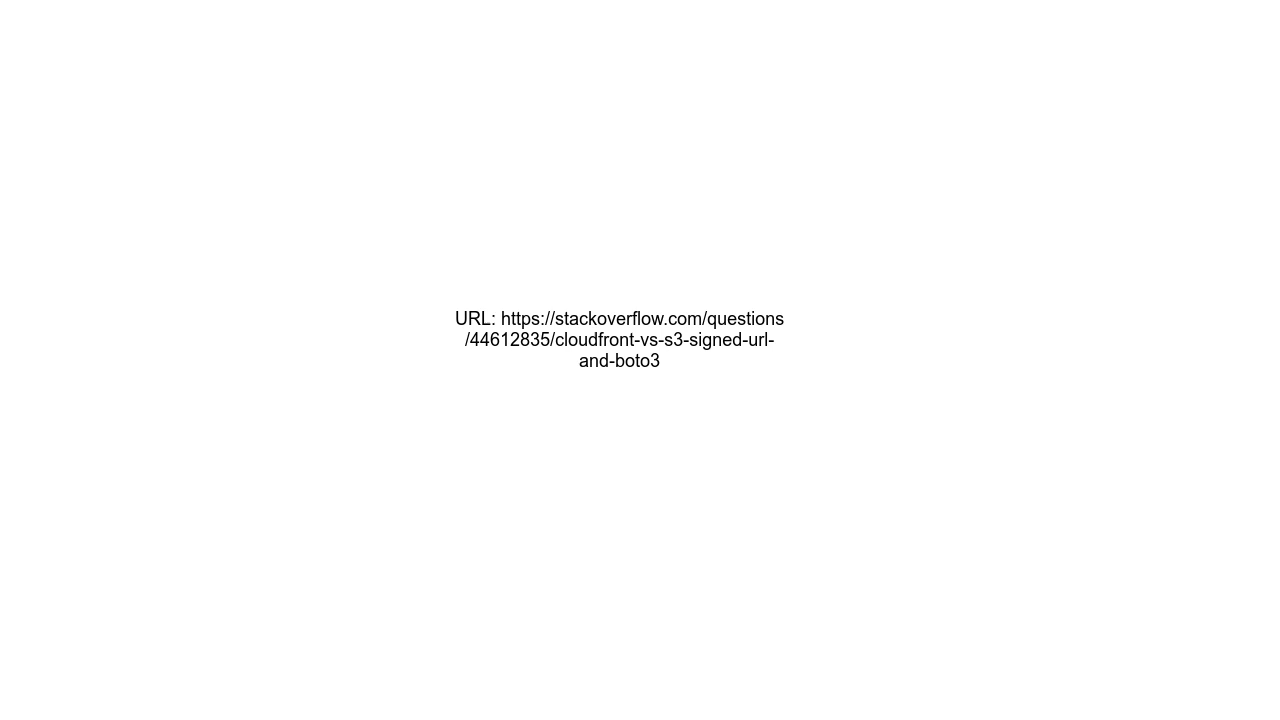 URL: https://stackoverflow.com/questions
/44612835/cloudfront-vs-s3-signed-url-
and-boto3